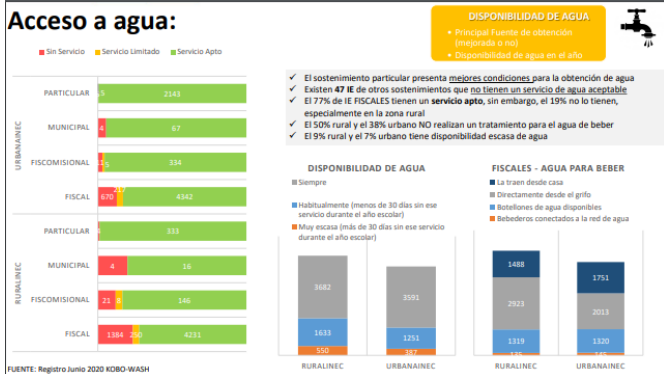 Acceso a agua:
DISPONIBILIDAD DE AGUA
• Principal Fuente de obtención
(mejorada o no)
• Disponibilidad de agua en el año
Sin Servicio Servicio Limitado Servicio Apto
URBANAINEC
PARTICULAR 5 2143
MUNICIPAL 4 67
FISCOMISIONAL 11 5 334
FISCAL 670 217 4342
RURALINEC
PARTICULAR 333
MUNICIPAL 4 16
FISCOMISIONAL 21 8 146
FISCAL 1384 250 4231
FUENTE: Registro Junio 2020 KOBO-WASH
✓ El sostenimiento particular presenta mejores condiciones para la obtención de agua
✓ Existen 47 IE de otros sostenimientos que no tienen un servicio de agua aceptable
✓ El 77% de IE FISCALES tienen un servicio apto, sin embargo, el 19% no lo tienen,
especialmente en la zona rural
✓ El 50% rural y el 38% urbano NO realizan un tratamiento para el agua de beber
✓ El 9% rural y el 7% urbano tiene disponibilidad escasa de agua
DISPONIBILIDAD DE AGUA
Siempre
Habitualmente (menos de 30 días sin ese
servicio durante el año escolar)
Muy escasa (más de 30 días sin ese servicio
durante el año escolar)
3682 3591
1633 1251
550 387
RURALINEC URBANAINEC
FISCALES - AGUA PARA BEBER
La traen desde casa
Directamente desde el grifo
Botellones de agua disponibles
Bebederos conectados a la red de agua
1488 1751
2923 2013
1319 1320
RURALINEC URBANAINEC